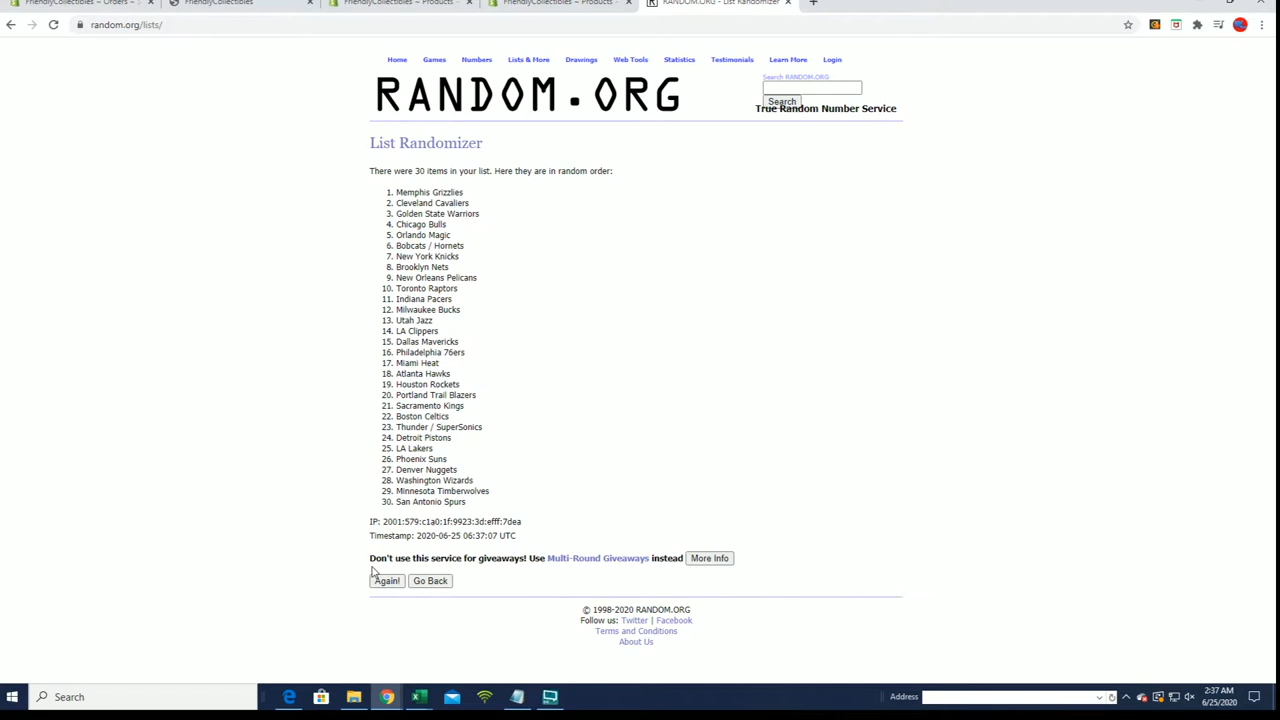 FriendlyCollectibles – Orders
FriendlyCollectibles
FriendlyCollectibles – Products
FriendlyCollectibles – Products
RANDOM.ORG - List Randomizer
random.org/lists/
Home Games Numbers Lists & More Drawings Web Tools Statistics Testimonials Learn More Login
RANDOM.ORG
Search RANDOM.ORG
Search
True Random Number Service
List Randomizer
There were 30 items in your list. Here they are in random order:
1. Memphis Grizzlies
2. Cleveland Cavaliers
3. Golden State Warriors
4. Chicago Bulls
5. Orlando Magic
6. Bobcats / Hornets
7. New York Knicks
8. Brooklyn Nets
9. New Orleans Pelicans
10. Toronto Raptors
11. Indiana Pacers
12. Milwaukee Bucks
13. Utah Jazz
14. LA Clippers
15. Dallas Mavericks
16. Philadelphia 76ers
17. Miami Heat
18. Atlanta Hawks
19. Houston Rockets
20. Portland Trail Blazers
21. Sacramento Kings
22. Boston Celtics
23. Thunder / SuperSonics
24. Detroit Pistons
25. LA Lakers
26. Phoenix Suns
27. Denver Nuggets
28. Washington Wizards
29. Minnesota Timberwolves
30. San Antonio Spurs
IP: 2001:579:c1a0:1f:9923:3d:efff:7dea
Timestamp: 2020-06-25 06:37:07 UTC
Don't use this service for giveaways! Use Multi-Round Giveaways instead More Info
Again! Go Back
© 1998-2020 RANDOM.ORG
Follow us: Twitter | Facebook
Terms and Conditions
About Us
Search
Address
2:37 AM
6/25/2020